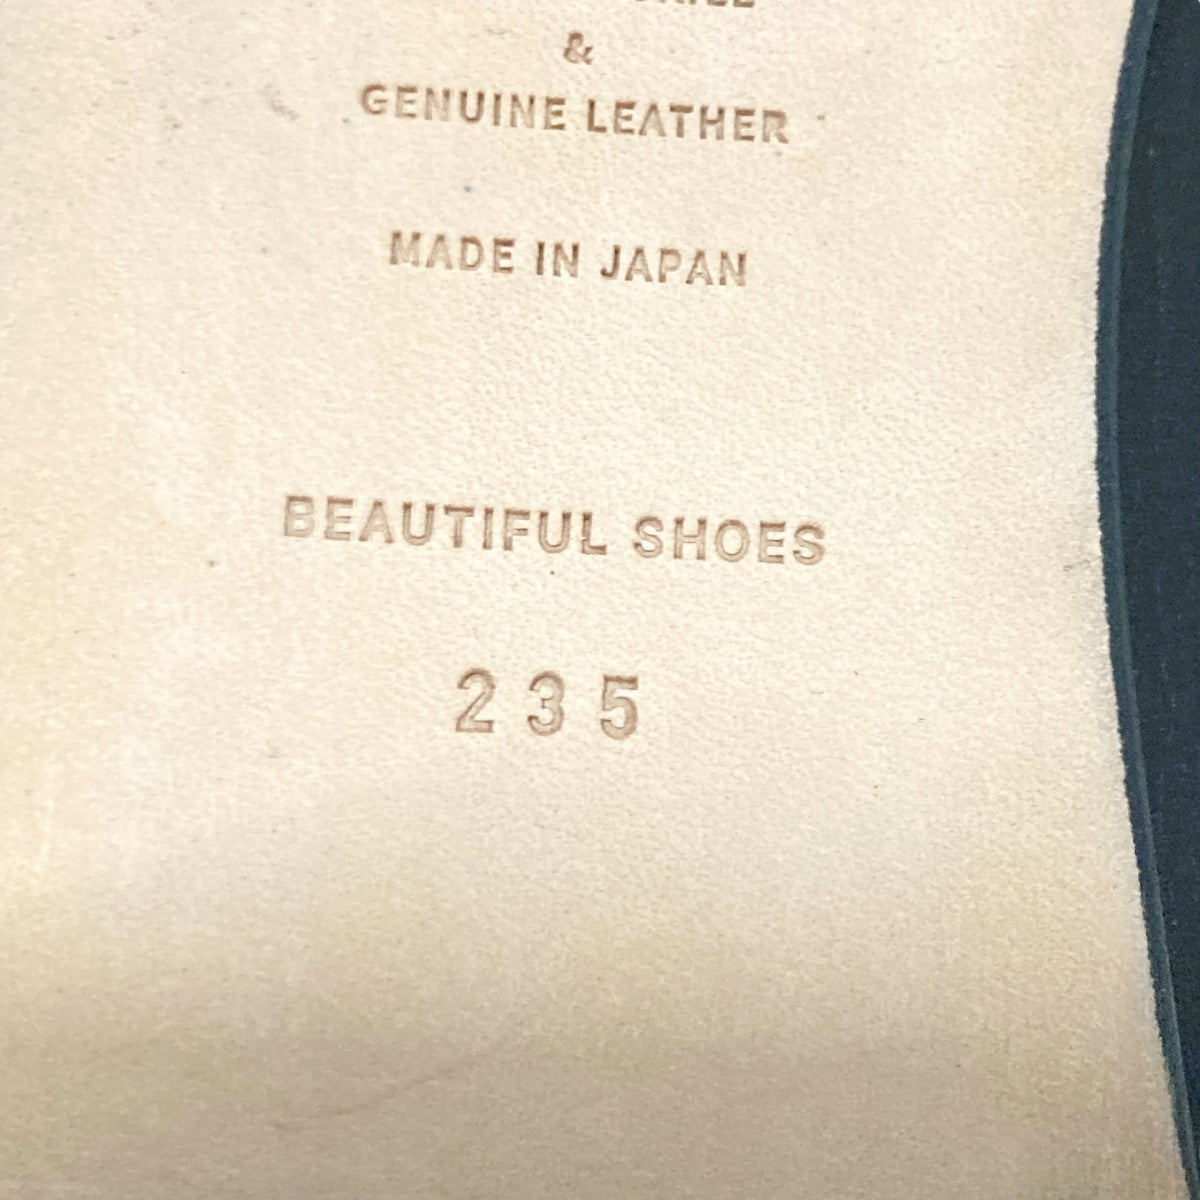 &
GENUINE LEATHER
MADE IN JAPAN
BEAUTIFUL SHOES
235